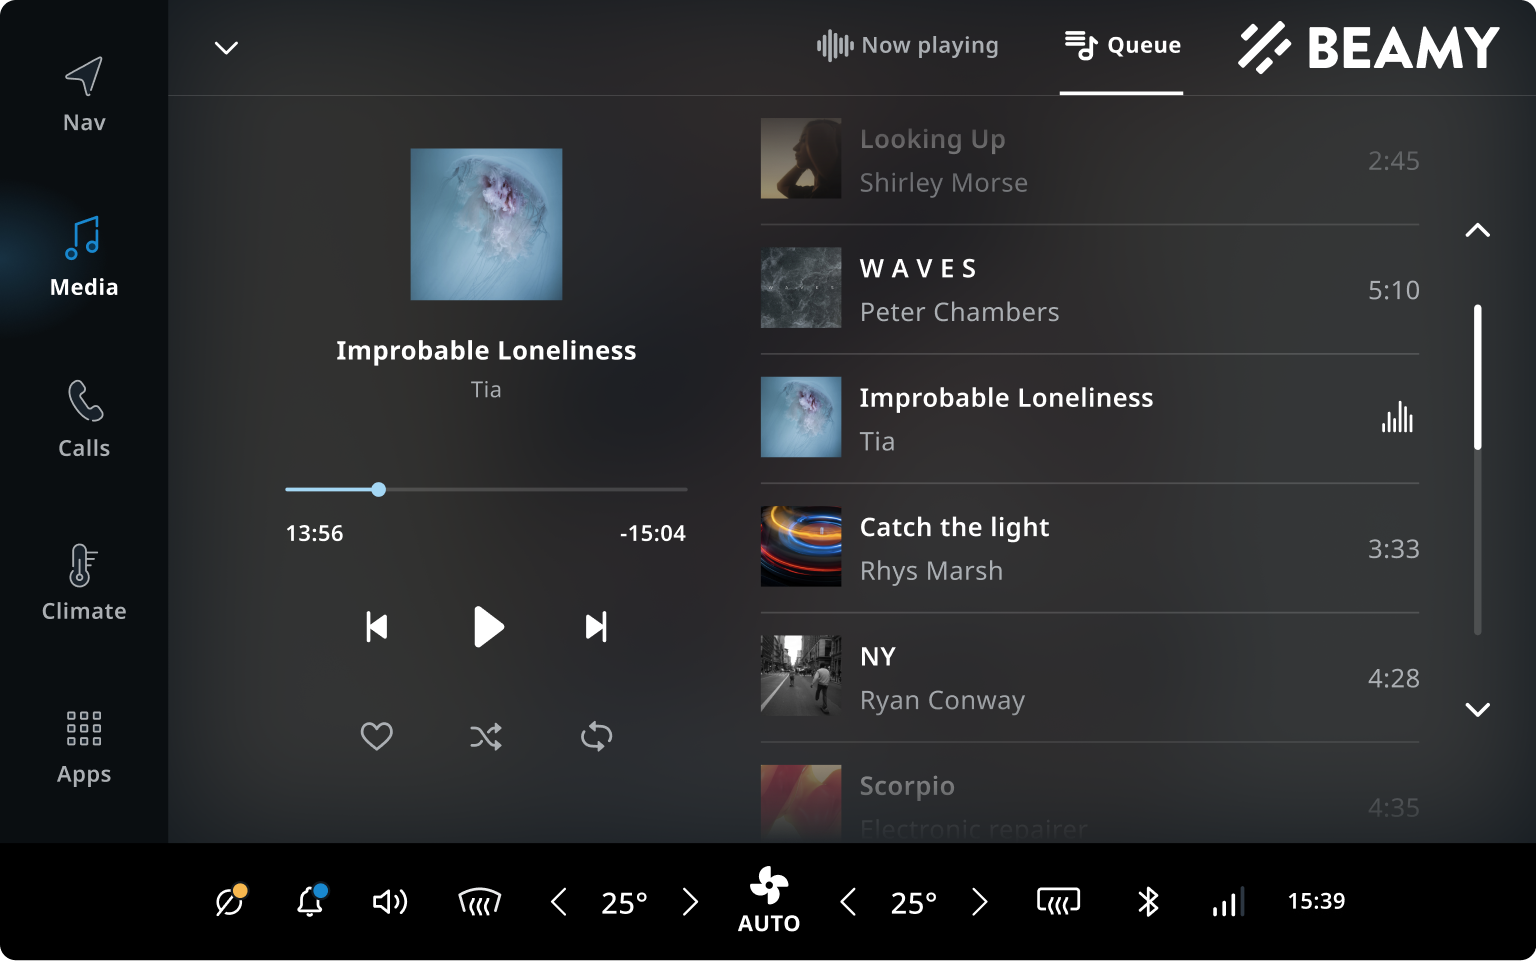 Now playing
Queue
BEAMY
Nav
Media
Calls
Climate
Apps
Improbable Loneliness
Tia
13:56
-15:04
Looking Up
Shirley Morse
2:45
W A V E S
Peter Chambers
5:10
Improbable Loneliness
Tia
Catch the light
Rhys Marsh
3:33
NY
Ryan Conway
4:28
Scorpio
Electronic repairer
4:35
25°
AUTO
25°
15:39